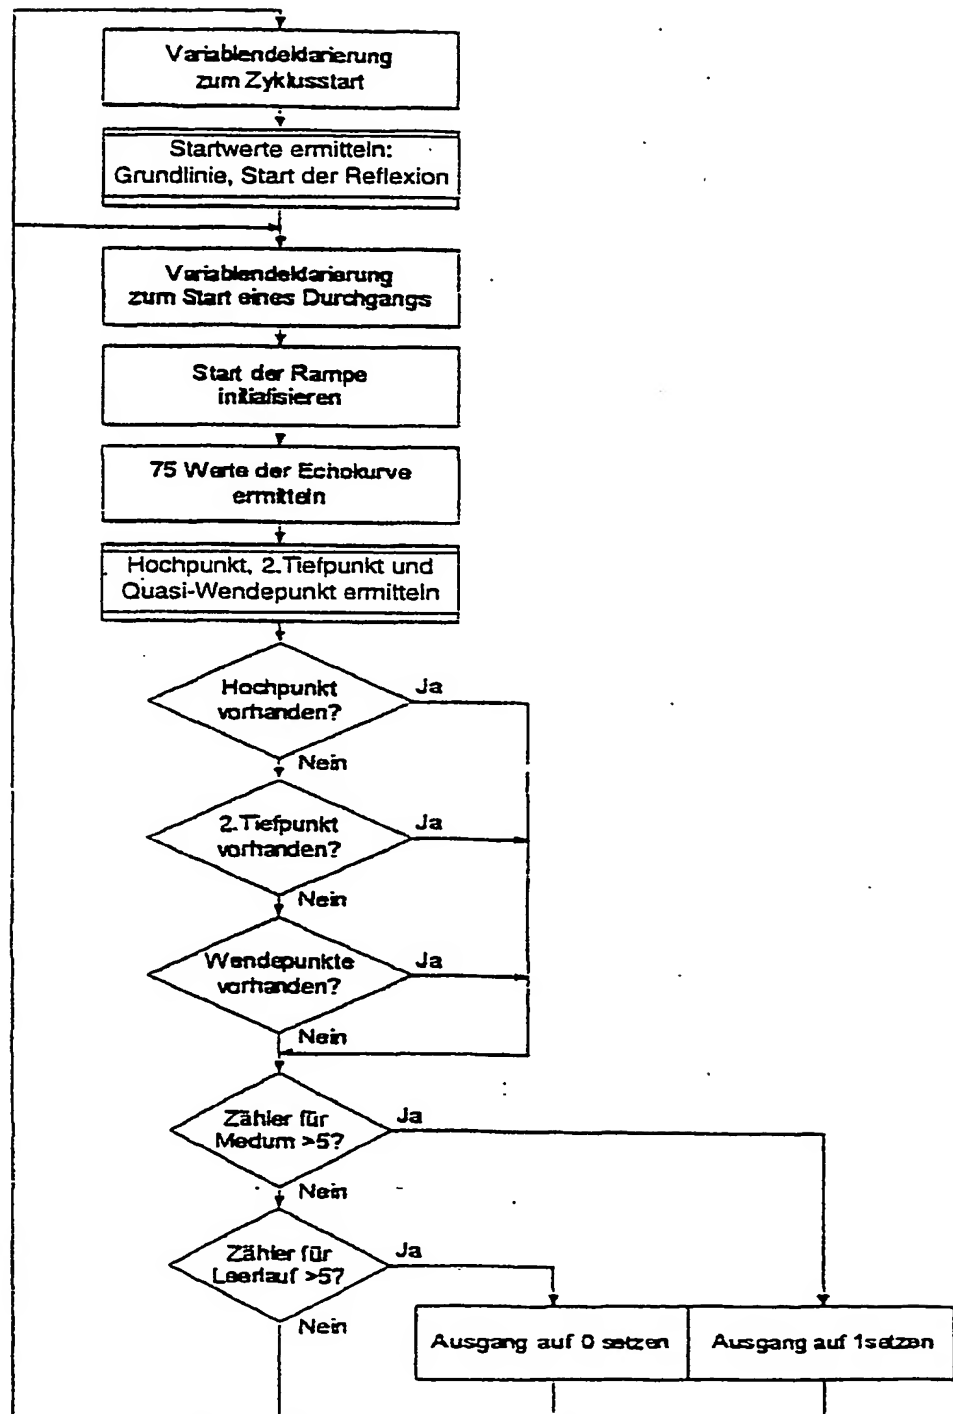 Variablendeklarierung
zum Zyklusstart
Startwerte ermitteln:
Grundlinie, Start der Reflexion
Variablendeklarierung
zum Start eines Durchgangs
Start der Rampe
initialisieren
75 Werte der Echokurve
ermitteln
Hochpunkt, 2.Tiefpunkt und
Quasi-Wendepunkt ermitteln
Hochpunkt
vorhanden?
Ja
Nein
2.Tiefpunkt
vorhanden?
Ja
Nein
Wendepunkte
vorhanden?
Ja
Nein
Zähler für
Medum >5?
Ja
Nein
Zähler für
Leerlauf >5?
Ja
Nein
Ausgang auf 0 setzen
Ausgang auf 1setzen